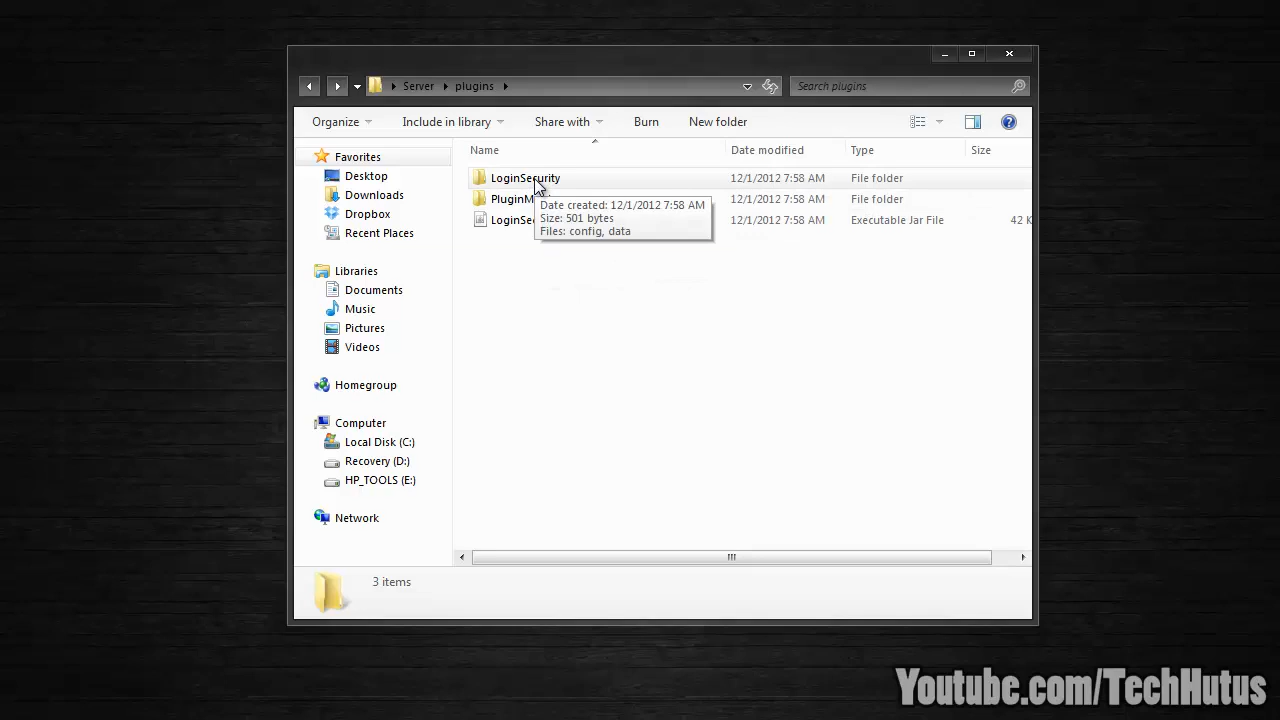 Server plugins
Search plugins
Organize Include in library Share with Burn New folder
Name Date modified Type Size
Favorites
Desktop
Downloads
Dropbox
Recent Places
Libraries
Documents
Music
Pictures
Videos
Homegroup
Computer
Local Disk (C:)
Recovery (D:)
HP_TOOLS (E:)
Network
LoginSecurity 12/1/2012 7:58 AM File folder
PluginM 12/1/2012 7:58 AM File folder
LoginSe 12/1/2012 7:58 AM Executable Jar File 42 K
Date created: 12/1/2012 7:58 AM
Size: 501 bytes
Files: config, data
3 items
Youtube.com/TechHutus